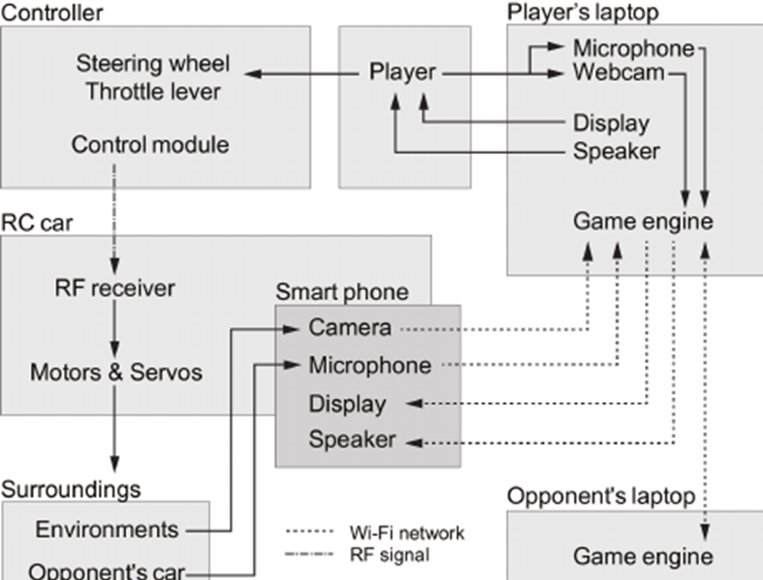 Controller
Steering wheel
Throttle lever
Control module
Player
Player's laptop
Microphone
Webcam
Display
Speaker
Game engine
RC car
RF receiver
Motors & Servos
Smart phone
Camera
Microphone
Display
Speaker
Surroundings
Environments
Opponent's car
Wi-Fi network
RF signal
Opponent's laptop
Game engine